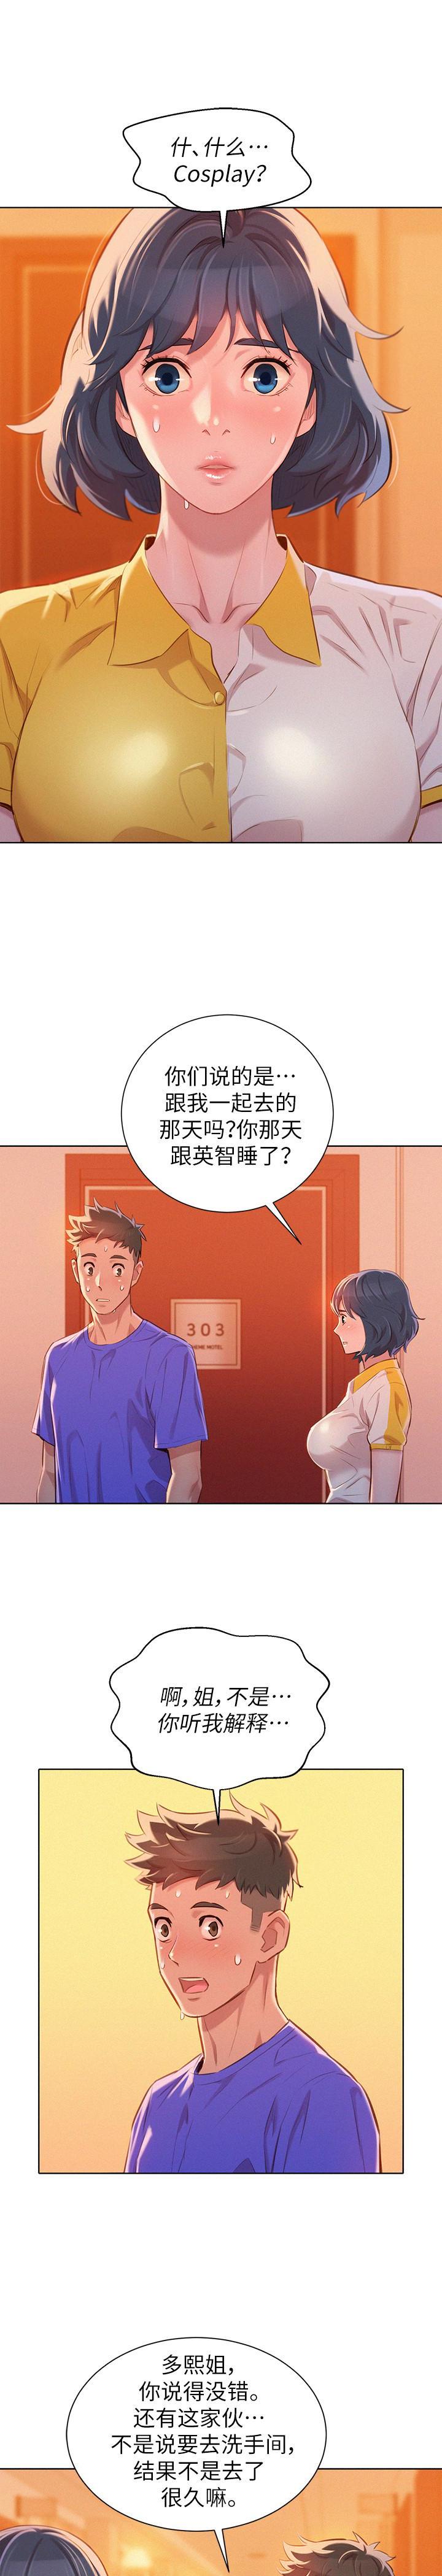 什、什么…
Cosplay?
你们说的是…
跟我一起去的
那天吗?你那天
跟英智睡了?
303
THEME MOTEL
啊，姐，不是…
你听我解释…
多熙姐，
你说得没错。
还有这家伙…
不是说要去洗手间，
结果不是去了
很久嘛。